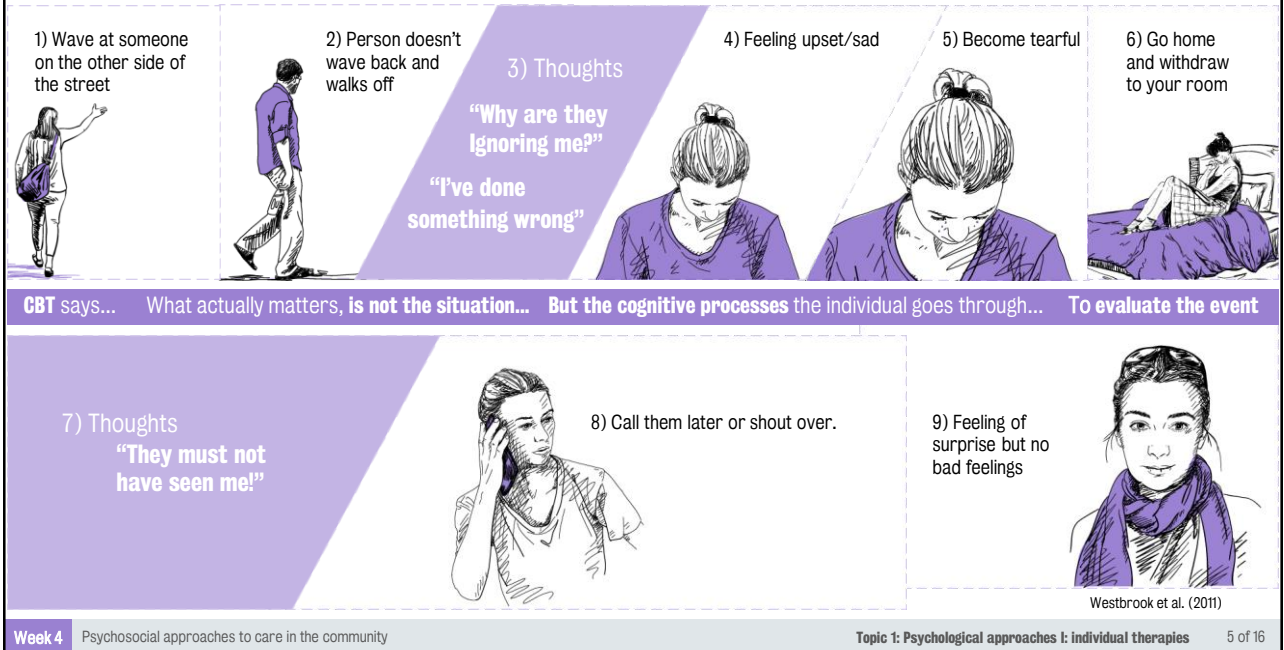 1) Wave at someone
on the other side of
the street
2) Person doesn't
wave back and
walks off
3) Thoughts
“Why are they
Ignoring me?”
“I've done
something wrong”
4) Feeling upset/sad
5) Become tearful
6) Go home
and withdraw
to your room
CBT says... What actually matters, is not the situation... But the cognitive processes the individual goes through... To evaluate the event
7) Thoughts
“They must not
have seen me!”
8) Call them later or shout over.
9) Feeling of
surprise but no
bad feelings
Westbrook et al. (2011)
Week 4 Psychosocial approaches to care in the community Topic 1: Psychological approaches I: individual therapies 5 of 16